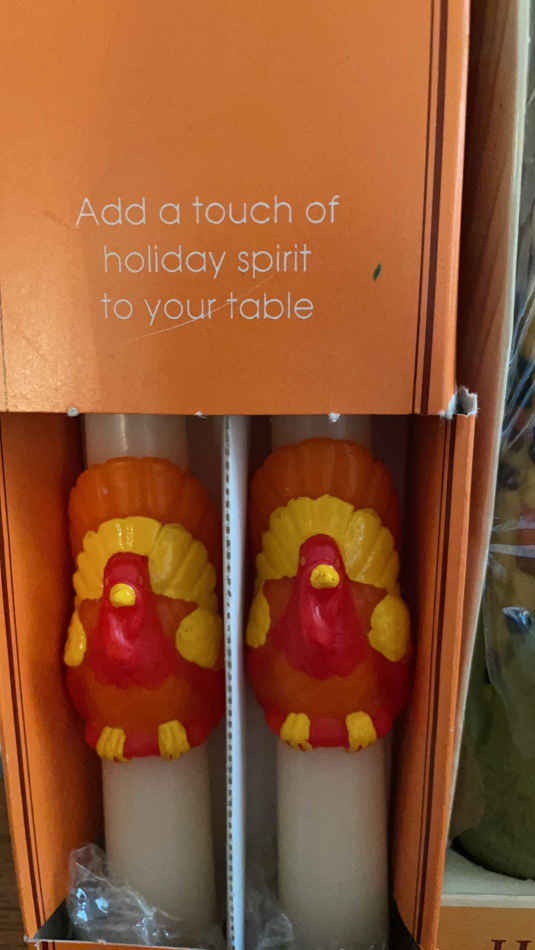 Add a touch of
holiday spirit
to your table
H